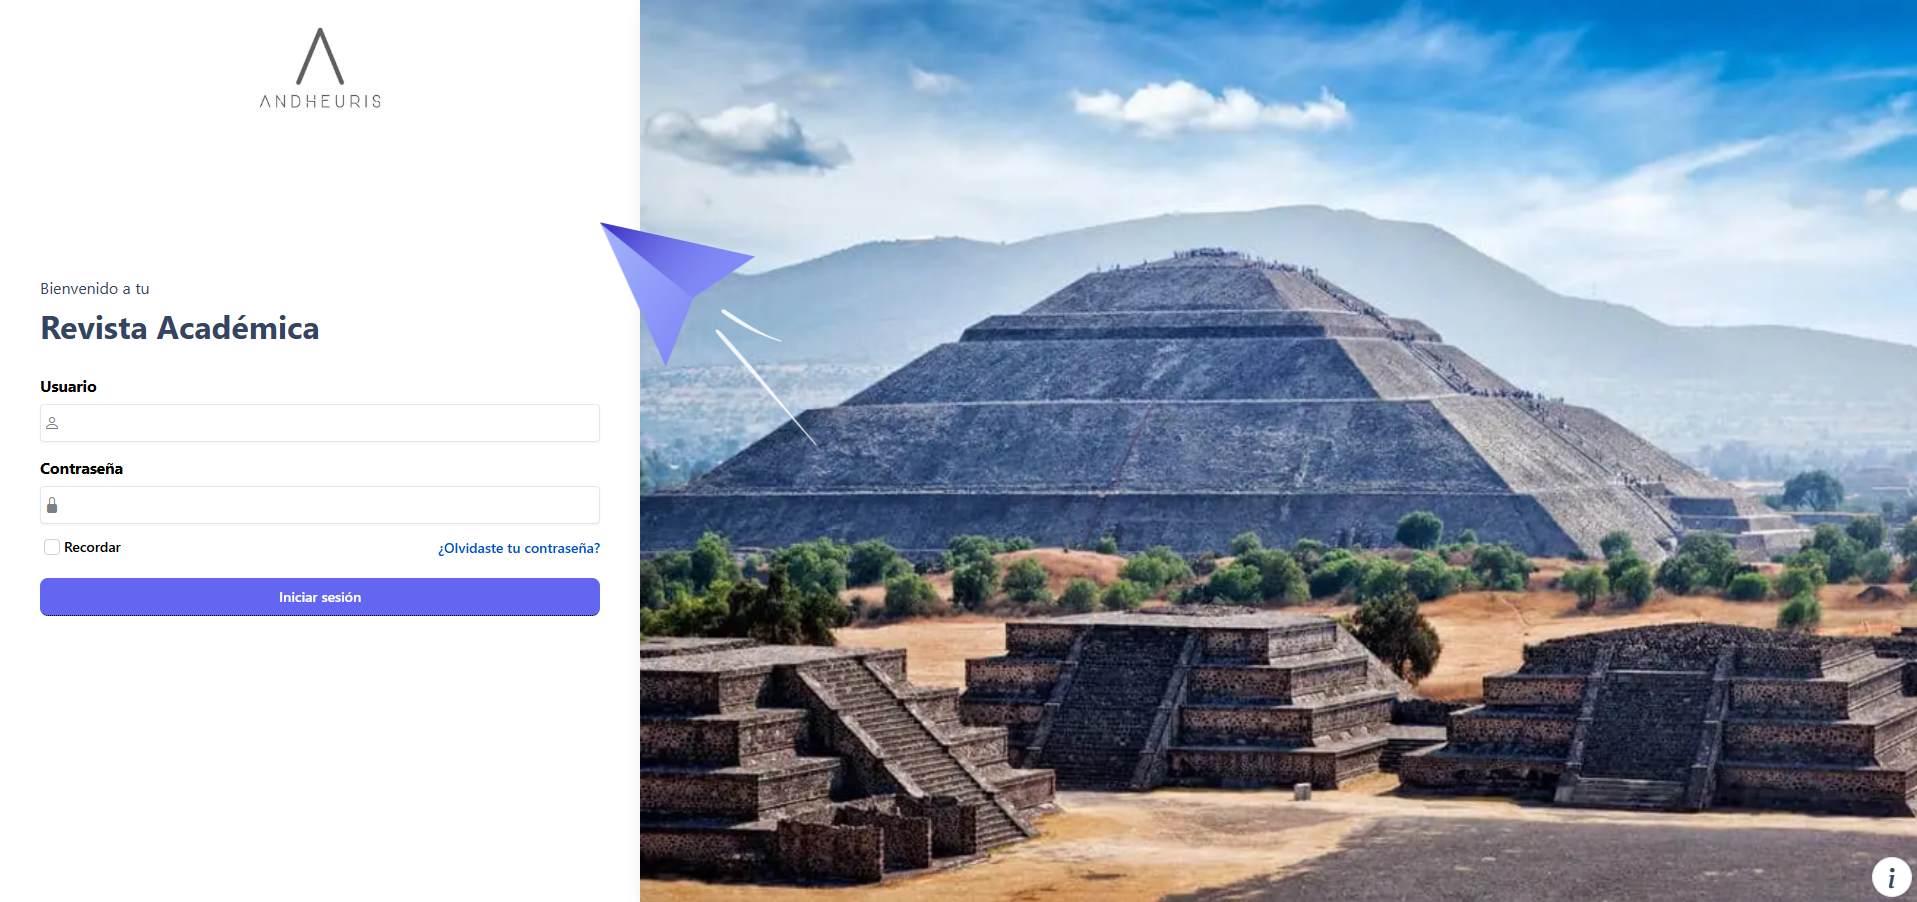 ANDHEURIS
Bienvenido a tu
Revista Académica
Usuario
Contraseña
Recordar
¿Olvidaste tu contraseña?
Iniciar sesión
i